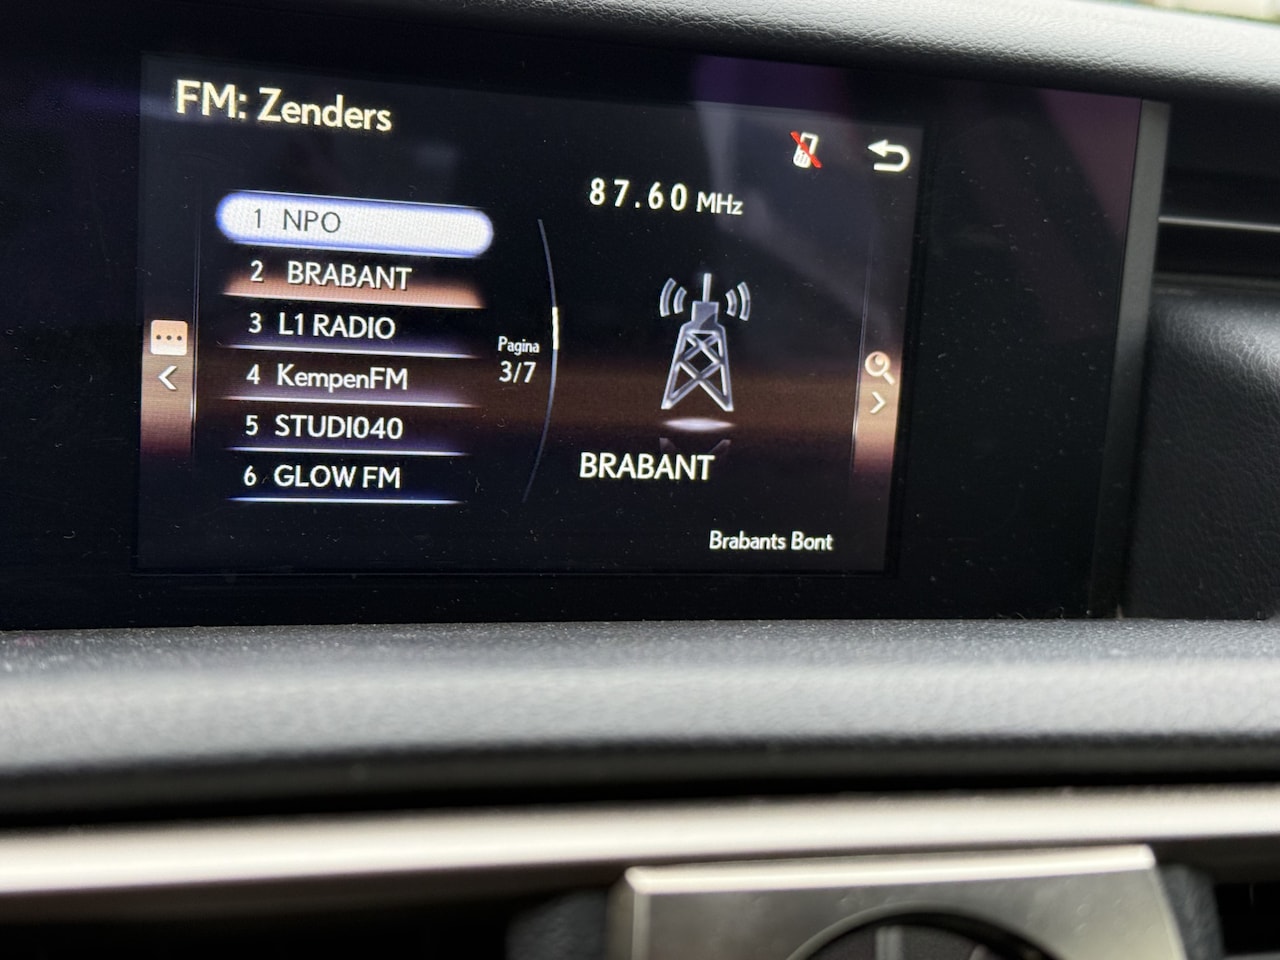 FM: Zenders
87.60 MHz
1 NPO
2 BRABANT
3 L1 RADIO
4 KempenFM
5 STUDIO40
6 GLOW FM
Pagina
3/7
BRABANT
Brabants Bont